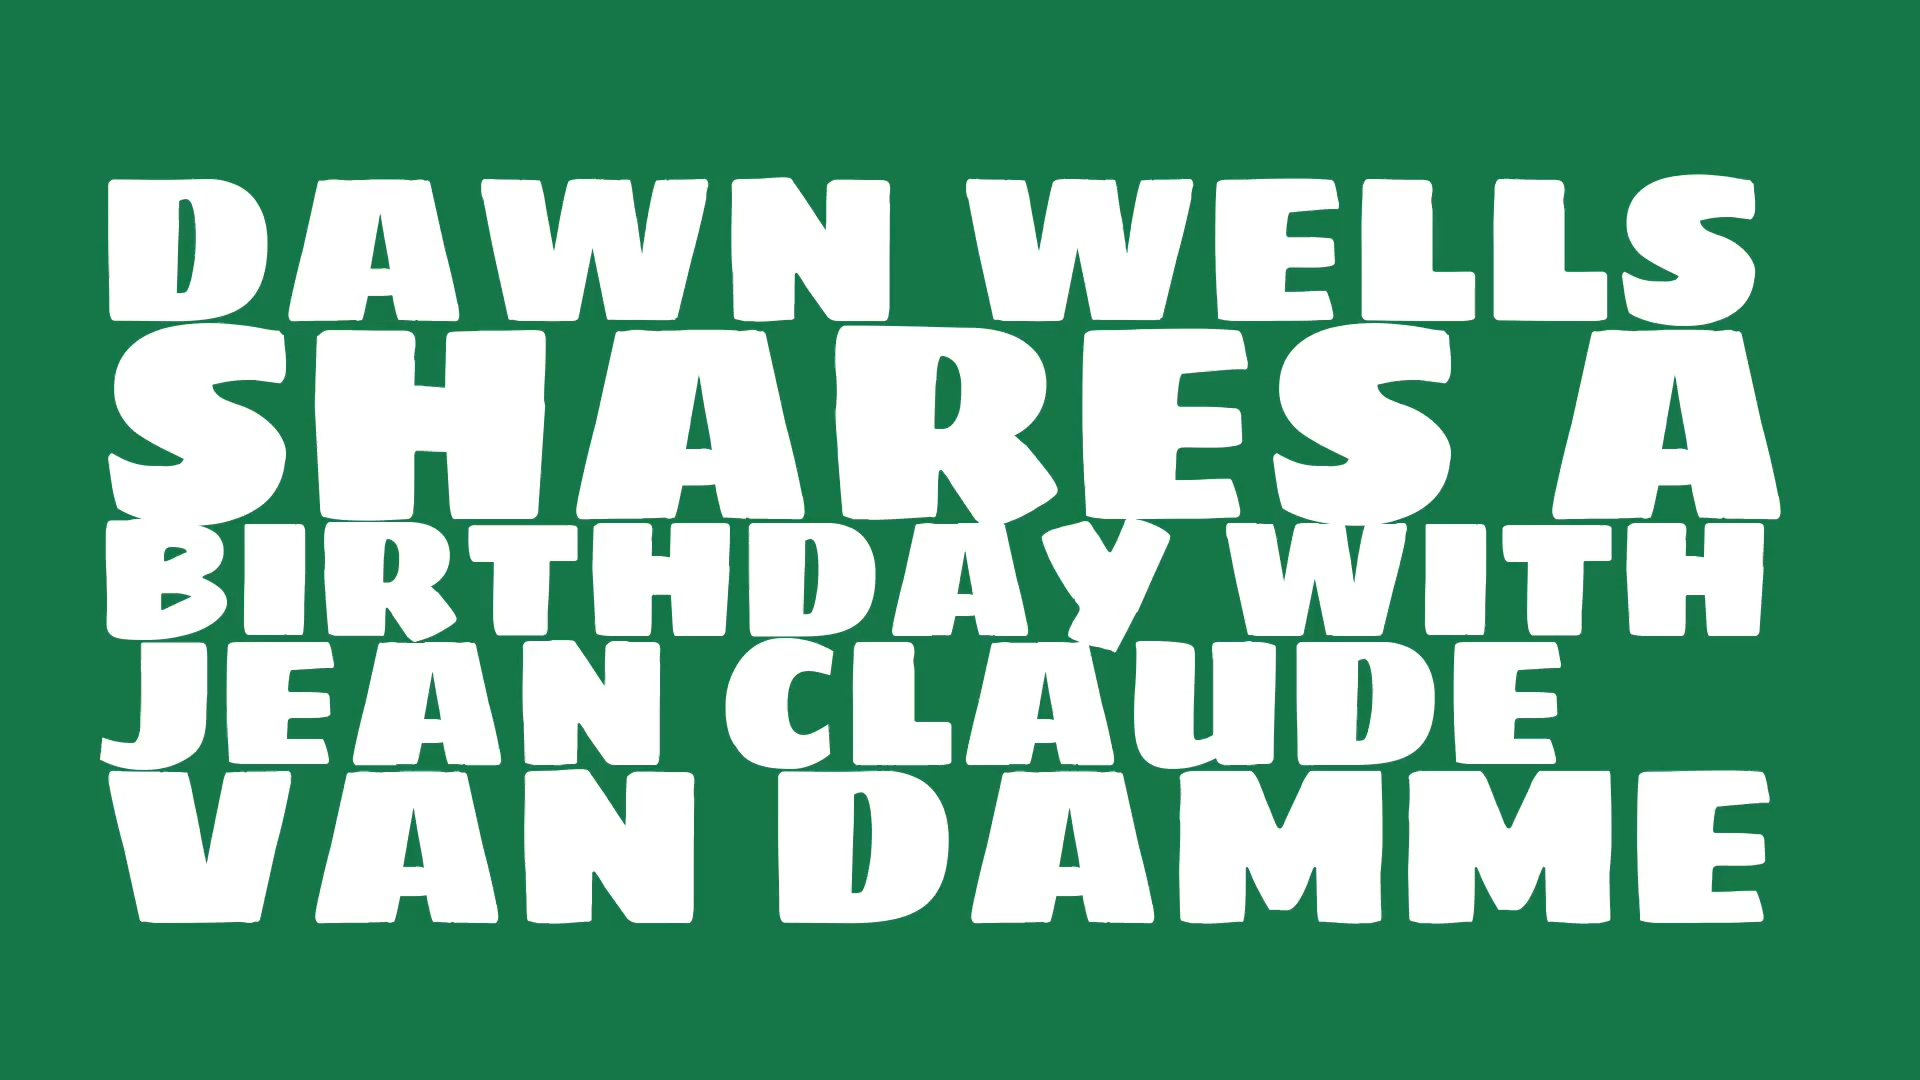 DAWN WELLS
SHARES A
BIRTHDAY WITH
JEAN CLAUDE
VAN DAMME